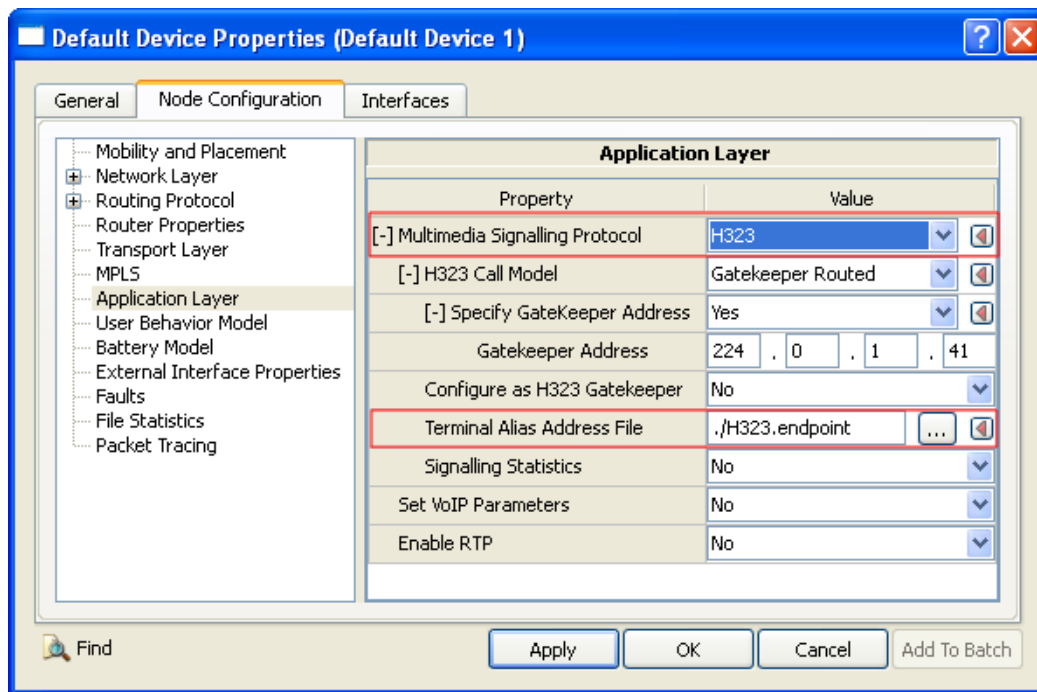 Default Device Properties (Default Device 1)
General Node Configuration Interfaces
Mobility and Placement
Network Layer
Routing Protocol
Router Properties
Transport Layer
MPLS
Application Layer
User Behavior Model
Battery Model
External Interface Properties
Faults
File Statistics
Packet Tracing
Application Layer
Property Value
[-] Multimedia Signalling Protocol H323
[-] H323 Call Model Gatekeeper Routed
[-] Specify GateKeeper Address Yes
Gatekeeper Address 224 . 0 . 1 . 41
Configure as H323 Gatekeeper No
Terminal Alias Address File ./H323.endpoint ...
Signalling Statistics No
Set VoIP Parameters No
Enable RTP No
Find Apply OK Cancel Add To Batch